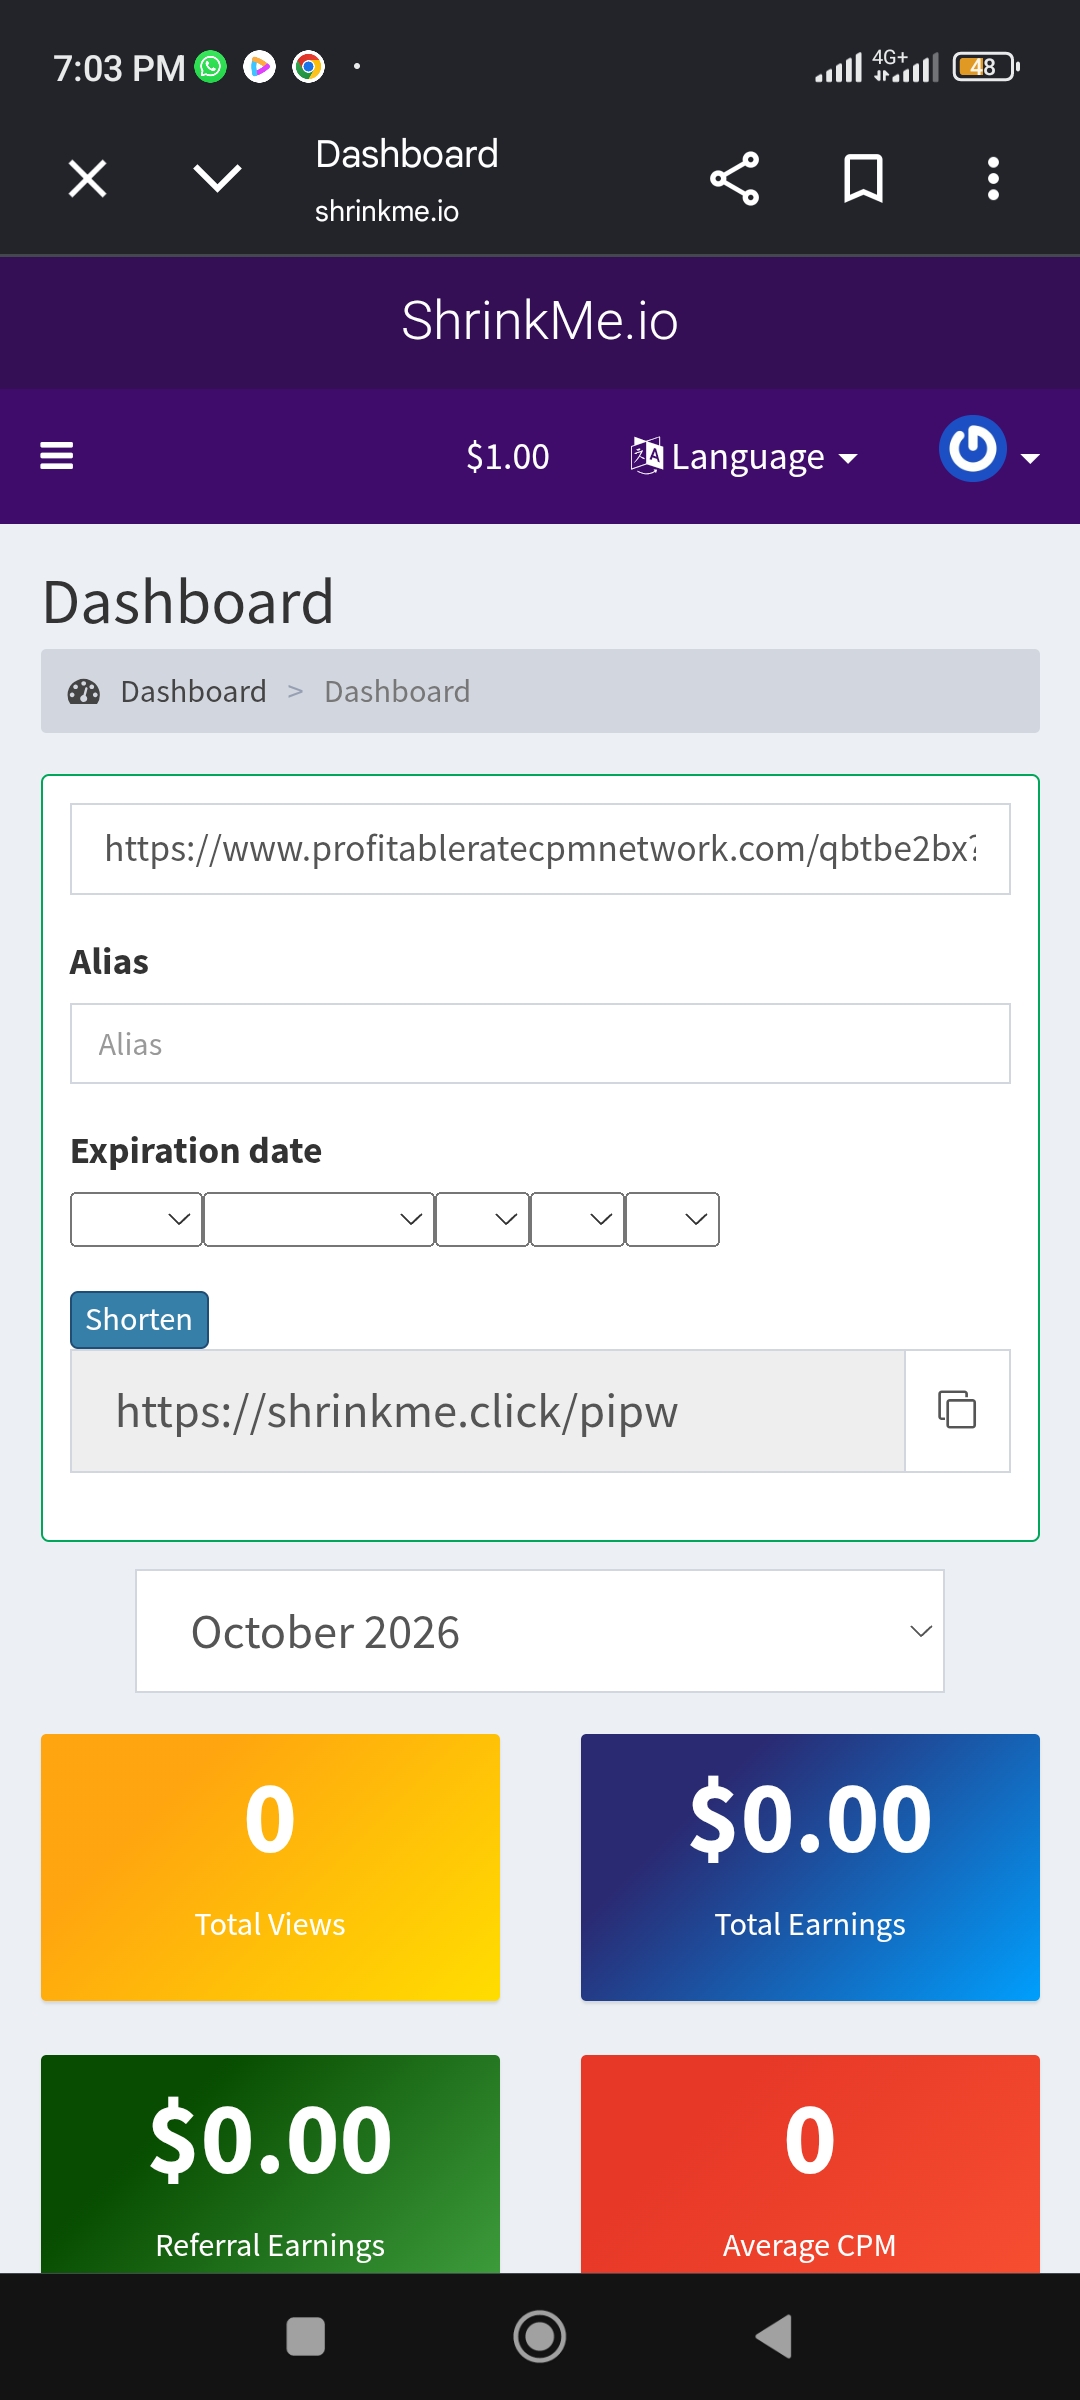 7:03 PM
4G+
48
Dashboard
shrinkme.io
ShrinkMe.io
$1.00
Language
Dashboard
Dashboard > Dashboard
https://www.profitableratecpmnetwork.com/qbtbe2bx?
Alias
Alias
Expiration date
Shorten
https://shrinkme.click/pipw
October 2026
0
Total Views
$0.00
Total Earnings
$0.00
Referral Earnings
0
Average CPM